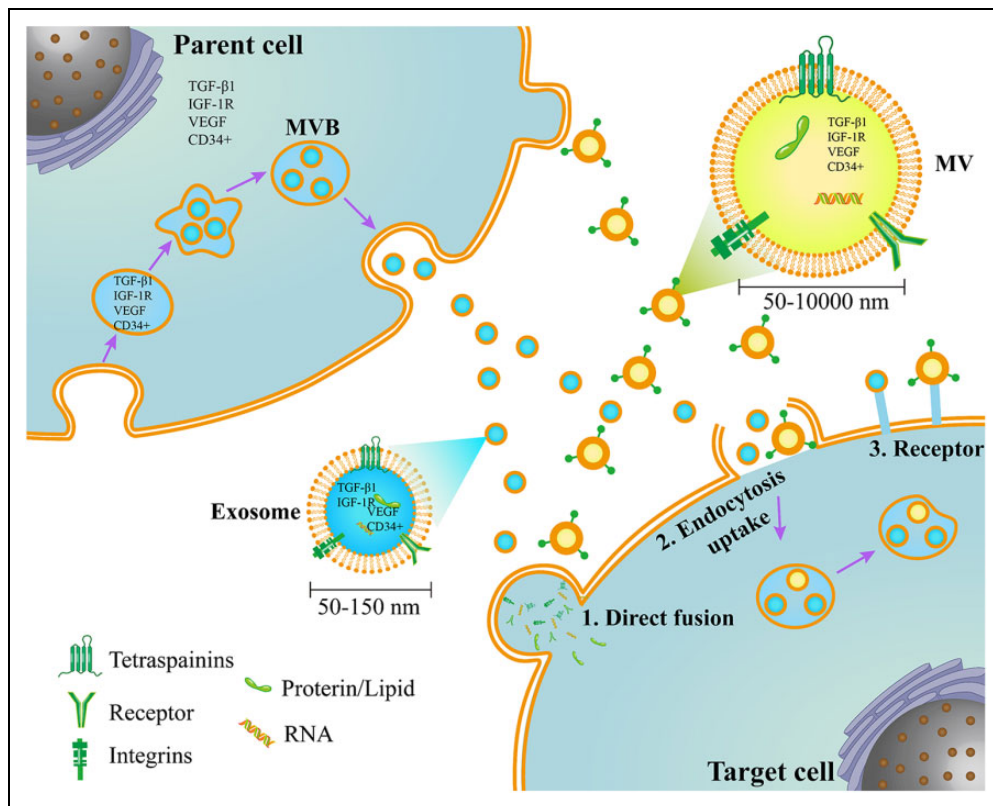 Parent cell
TGF-β1
IGF-1R
VEGF
CD34+
MVB
TGF-β1
IGF-1R
VEGF
CD34+
TGF-β1
IGF-1R
VEGF
CD34+
MV
50-10000 nm
Exosome
TGF-β1
IGF-1R
VEGF
CD34+
50-150 nm
1. Direct fusion
2. Endocytosis
uptake
3. Receptor
Target cell
Tetraspainins
Receptor
Integrins
Proterin/Lipid
RNA